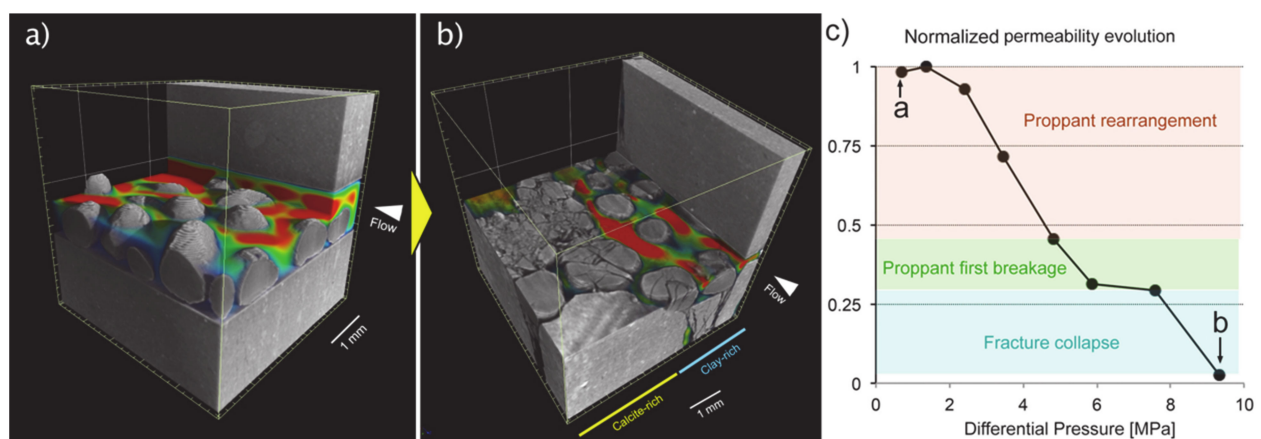 a)
Flow
1 mm
b)
Flow
Clay-rich
Calcite-rich
1 mm
c)
Normalized permeability evolution
1
0.75
0.5
0.25
0
a
Proppant rearrangement
Proppant first breakage
b
Fracture collapse
0 2 4 6 8 10
Differential Pressure [MPa]